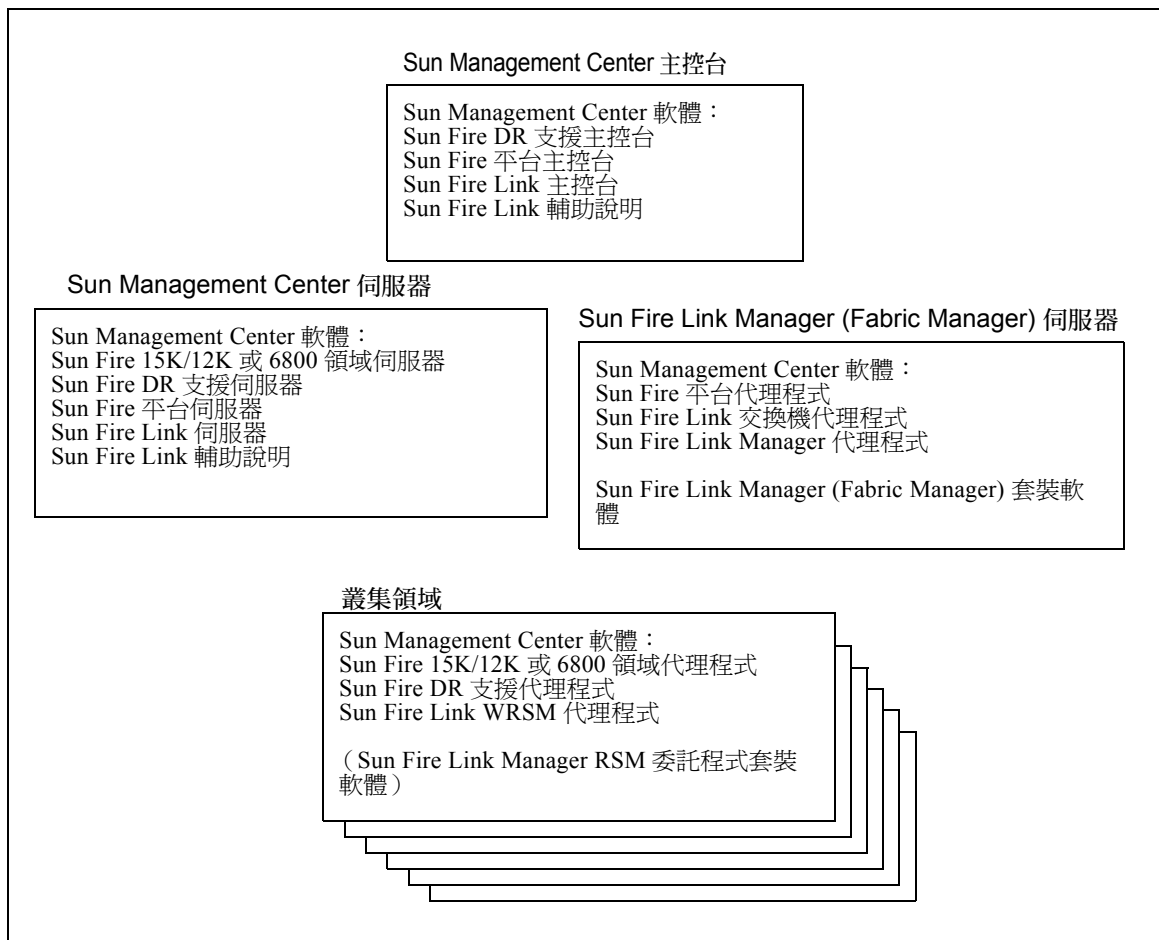 Sun Management Center 主控台
Sun Management Center 軟體：
Sun Fire DR 支援主控台
Sun Fire 平台主控台
Sun Fire Link 主控台
Sun Fire Link 輔助說明
Sun Management Center 伺服器
Sun Management Center 軟體：
Sun Fire 15K/12K 或 6800 領域伺服器
Sun Fire DR 支援伺服器
Sun Fire 平台伺服器
Sun Fire Link 伺服器
Sun Fire Link 輔助說明
Sun Fire Link Manager (Fabric Manager) 伺服器
Sun Management Center 軟體：
Sun Fire 平台代理程式
Sun Fire Link 交換機代理程式
Sun Fire Link Manager 代理程式
Sun Fire Link Manager (Fabric Manager) 套裝軟
體
叢集領域
Sun Management Center 軟體：
Sun Fire 15K/12K 或 6800 領域代理程式
Sun Fire DR 支援代理程式
Sun Fire Link WRSM 代理程式
（Sun Fire Link Manager RSM 委託程式套裝
軟體）